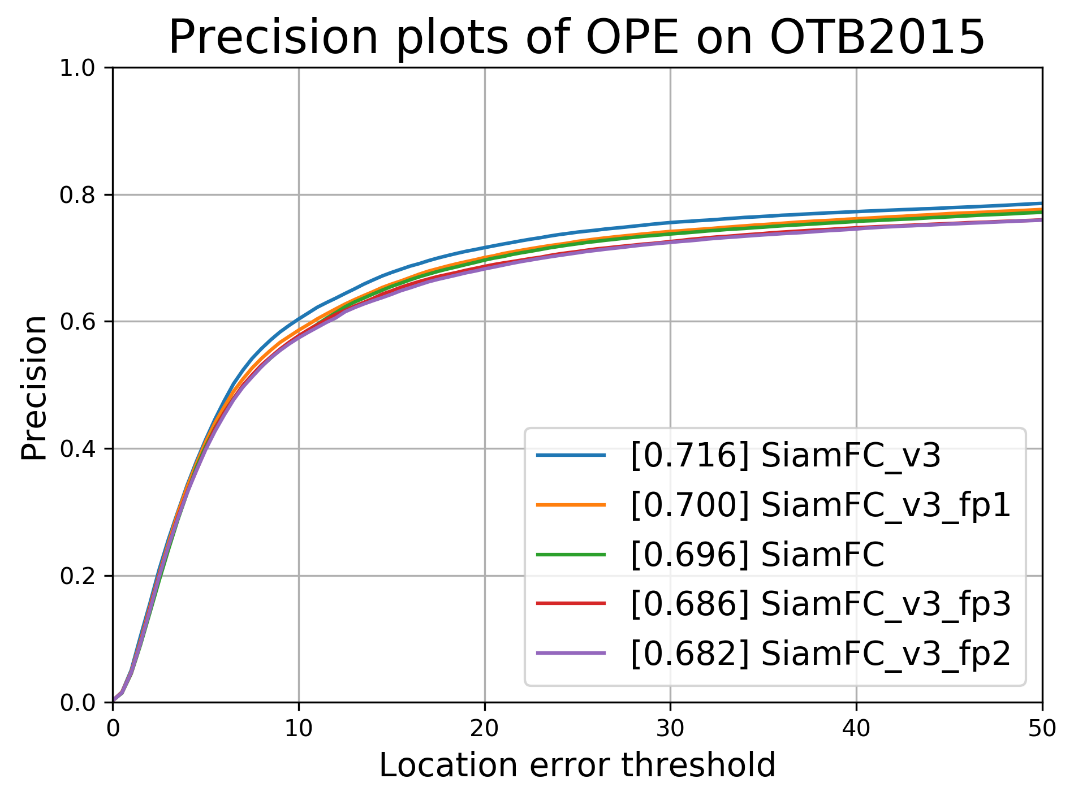 Precision plots of OPE on OTB2015
1.0
0.8
0.6
0.4
0.2
0.0
Precision
[0.716] SiamFC_v3
[0.700] SiamFC_v3_fp1
[0.696] SiamFC
[0.686] SiamFC_v3_fp3
[0.682] SiamFC_v3_fp2
0 10 20 30 40 50
Location error threshold